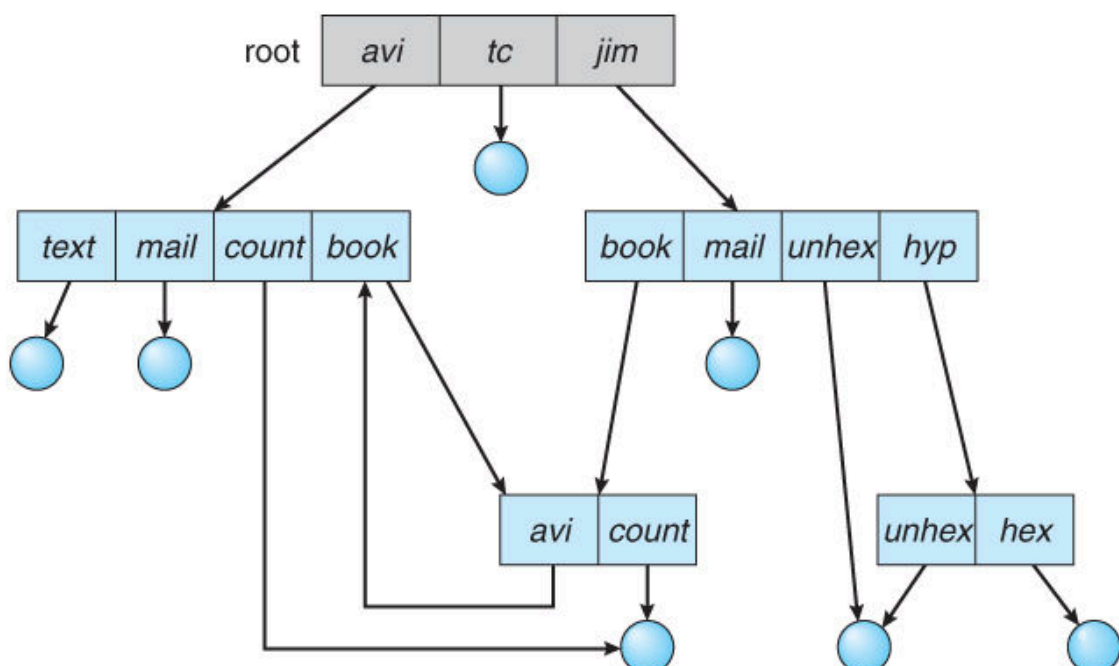 root avi tc jim
text mail count book
book mail unhex hyp
avi count
unhex hex